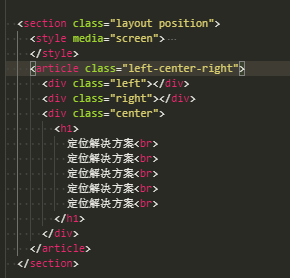 <section class="layout position">
<style media="screen">…
</style>
<article class="left-center-right">
<div class="left"></div>
<div class="right"></div>
<div class="center">
<h1>
定位解决方案<br>
定位解决方案<br>
定位解决方案<br>
定位解决方案<br>
定位解决方案<br>
</h1>
</div>
</article>
</section>